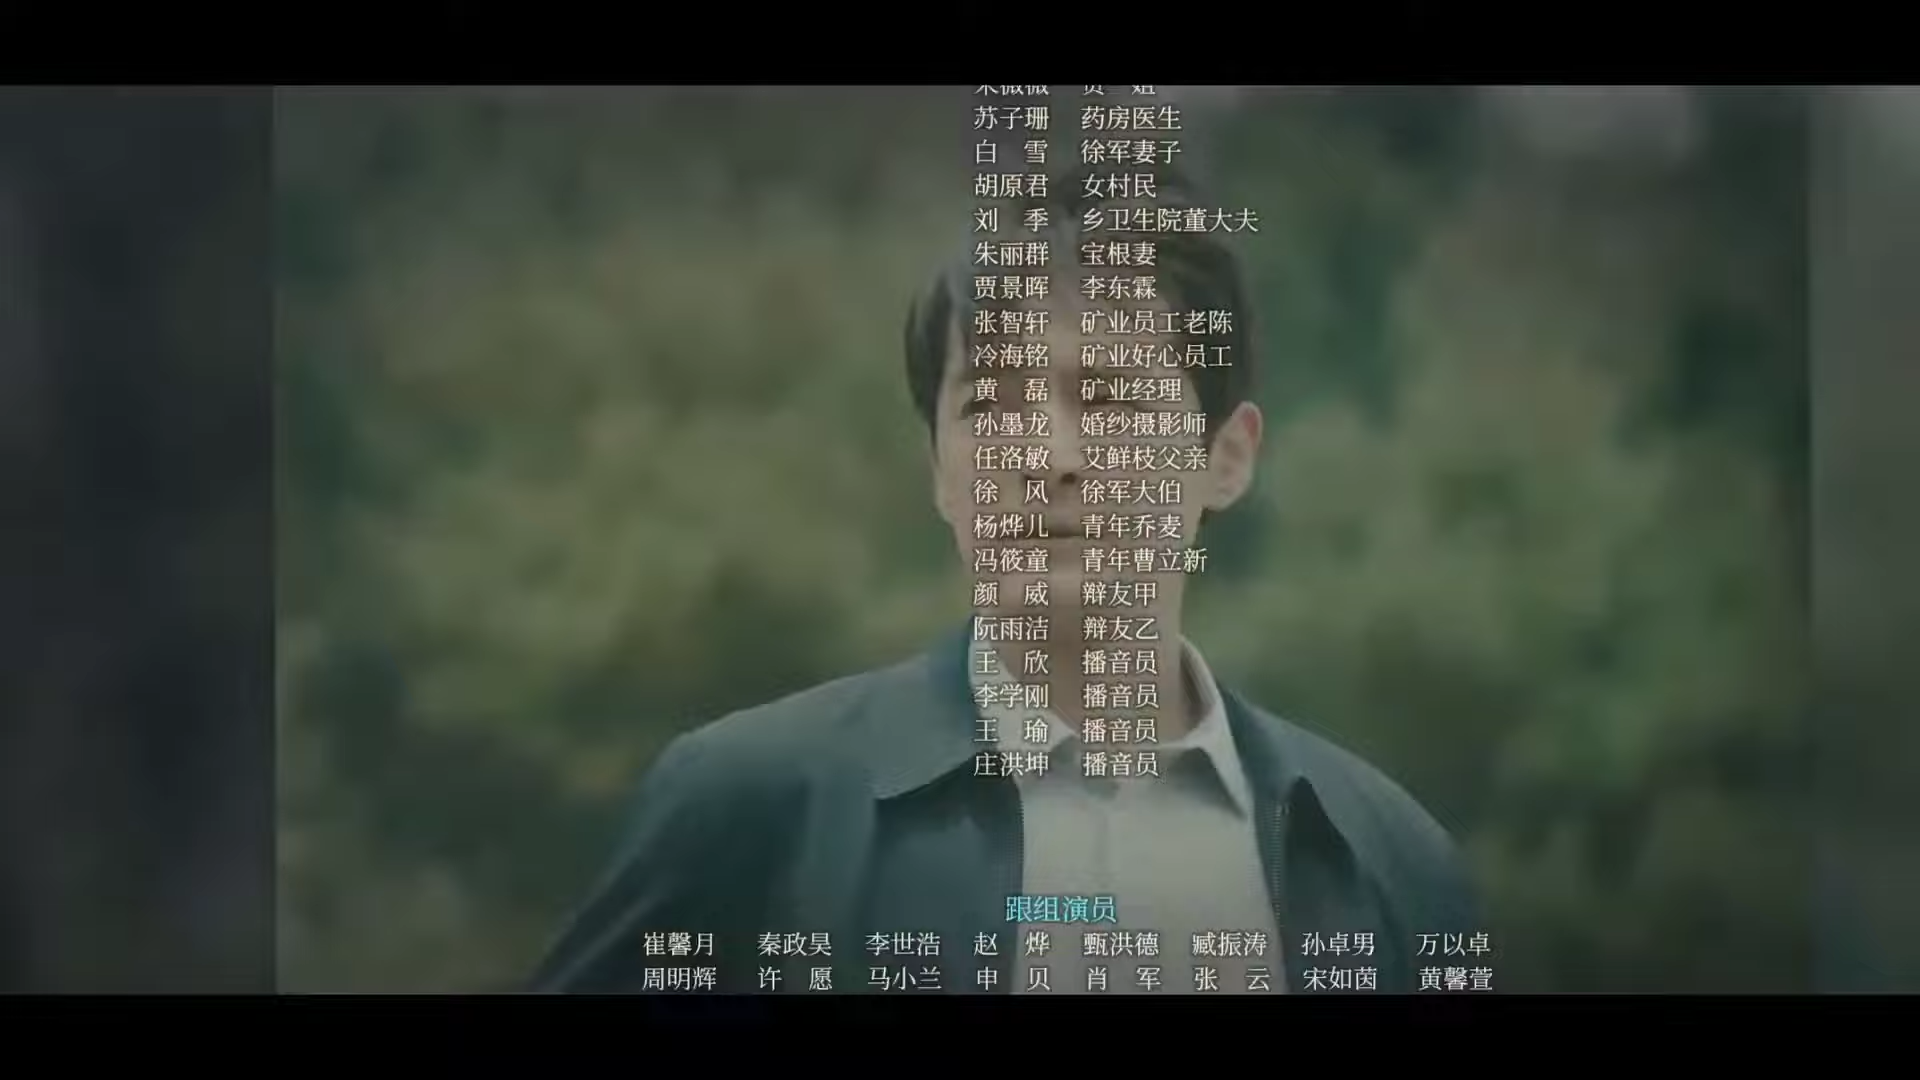 苏子珊 药房医生
白 雪 徐军妻子
胡原君 女村民
刘 季 乡卫生院董大夫
朱丽群 宝根妻
贾景晖 李东霖
张智轩 矿业员工老陈
冷海铭 矿业好心员工
黄 磊 矿业经理
孙墨龙 婚纱摄影师
任洛敏 艾鲜枝父亲
徐 风 徐军大伯
杨烨儿 青年乔麦
冯筱童 青年曹立新
颜 威 辩友甲
阮雨洁 辩友乙
王 欣 播音员
李学刚 播音员
王 瑜 播音员
庄洪坤 播音员
跟组演员
崔馨月 秦政昊 李世浩 赵 烨 甄洪德 臧振涛 孙卓男 万以卓
周明辉 许 愿 马小兰 申 贝 肖 军 张 云 宋如茵 黄馨萱